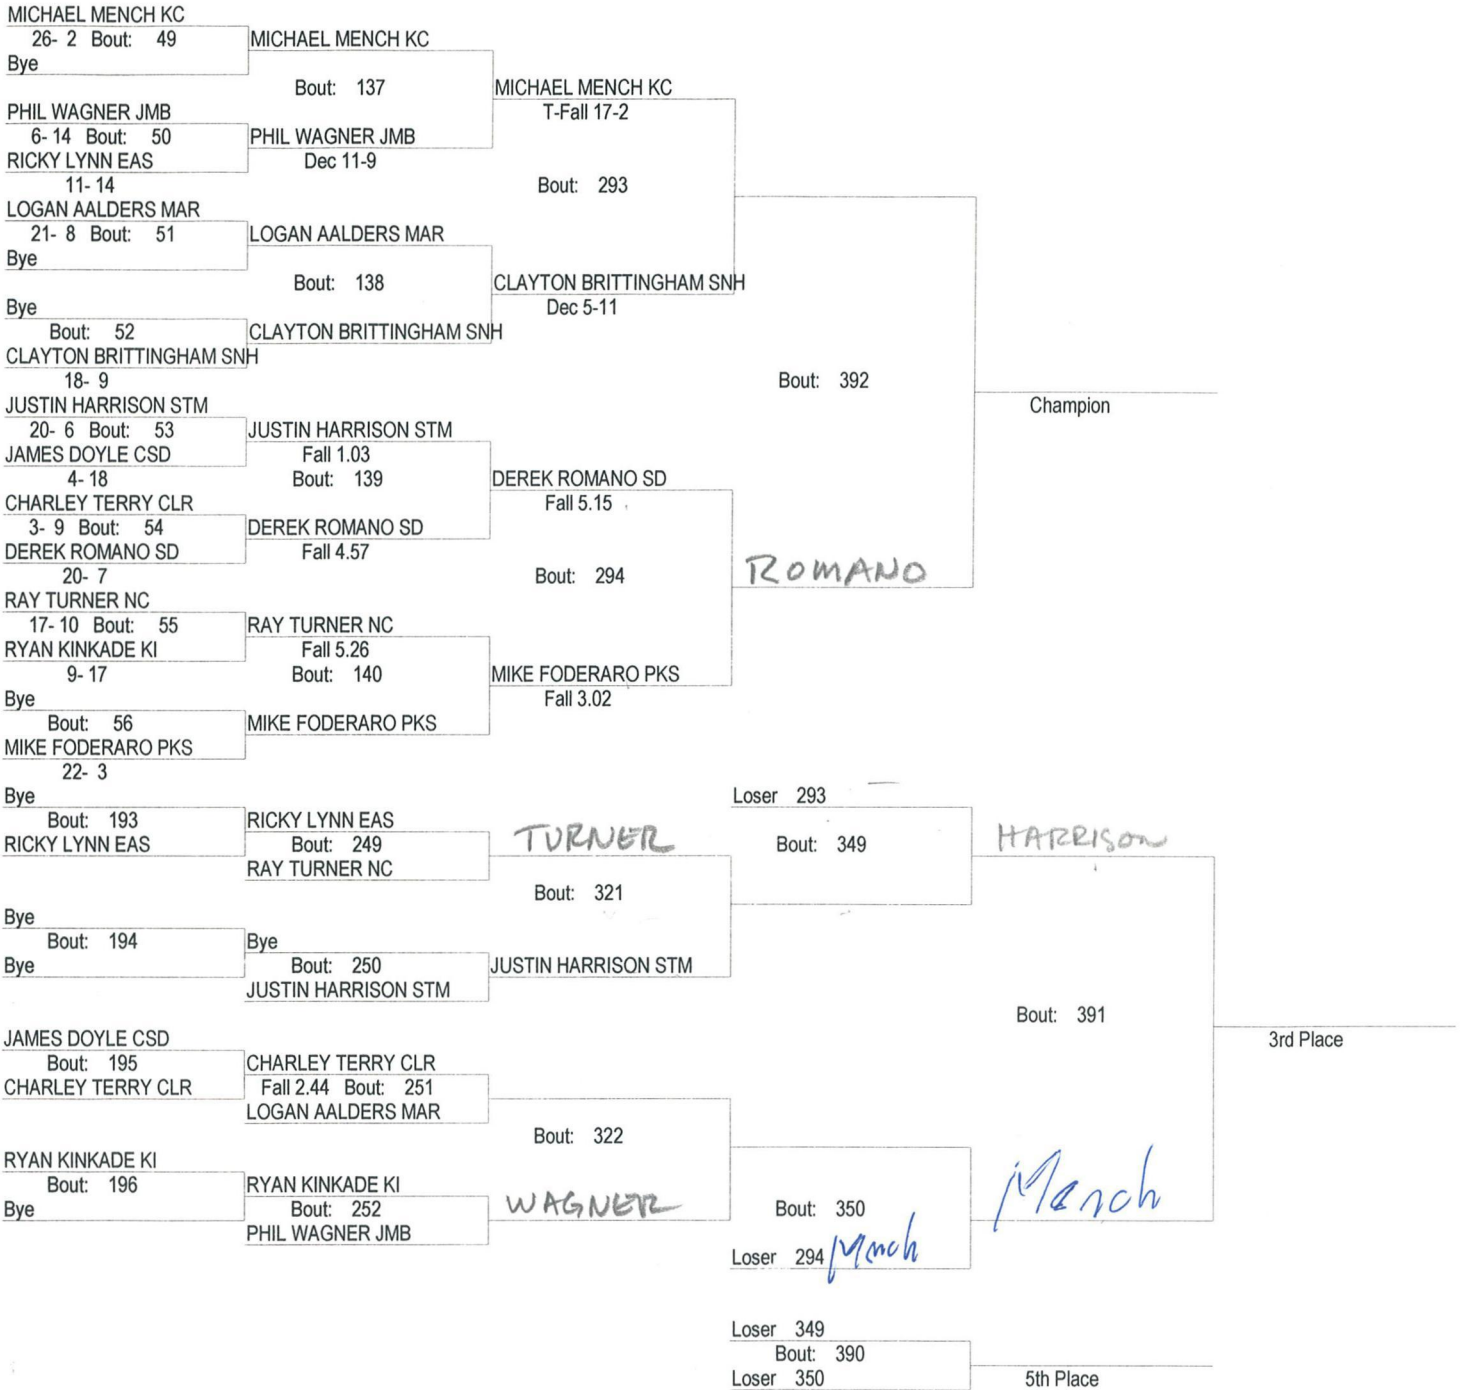 MICHAEL MENCH KC
26- 2 Bout: 49
MICHAEL MENCH KC
Bye
Bout: 137
MICHAEL MENCH KC
T-Fall 17-2
PHIL WAGNER JMB
6- 14 Bout: 50
PHIL WAGNER JMB
RICKY LYNN EAS
Dec 11-9
11- 14
Bout: 293
LOGAN AALDERS MAR
21- 8 Bout: 51
LOGAN AALDERS MAR
Bye
Bout: 138
CLAYTON BRITTINGHAM SNH
Dec 5-11
Bye
Bout: 52
CLAYTON BRITTINGHAM SNH
CLAYTON BRITTINGHAM SNH
18- 9
Bout: 392
Champion
JUSTIN HARRISON STM
20- 6 Bout: 53
JUSTIN HARRISON STM
JAMES DOYLE CSD
Fall 1.03
4- 18
Bout: 139
DEREK ROMANO SD
Fall 5.15
CHARLEY TERRY CLR
3- 9 Bout: 54
DEREK ROMANO SD
DEREK ROMANO SD
Fall 4.57
20- 7
Bout: 294
ROMANO
RAY TURNER NC
17- 10 Bout: 55
RAY TURNER NC
RYAN KINKADE KI
Fall 5.26
9- 17
Bout: 140
MIKE FODERARO PKS
Fall 3.02
Bye
Bout: 56
MIKE FODERARO PKS
MIKE FODERARO PKS
22- 3
Bye
Loser 293
Bout: 193
RICKY LYNN EAS
RICKY LYNN EAS
Bout: 249
TURNER
Bout: 349
HARRISON
RAY TURNER NC
Bout: 321
Bye
Bout: 194
Bye
Bye
Bout: 250
JUSTIN HARRISON STM
JUSTIN HARRISON STM
Bout: 391
3rd Place
JAMES DOYLE CSD
Bout: 195
CHARLEY TERRY CLR
CHARLEY TERRY CLR
Fall 2.44 Bout: 251
LOGAN AALDERS MAR
Bout: 322
RYAN KINKADE KI
Bout: 196
RYAN KINKADE KI
Bye
Bout: 252
WAGNER
Bout: 350
Mench
PHIL WAGNER JMB
Loser 294 Mench
Loser 349
Bout: 390
Loser 350
5th Place